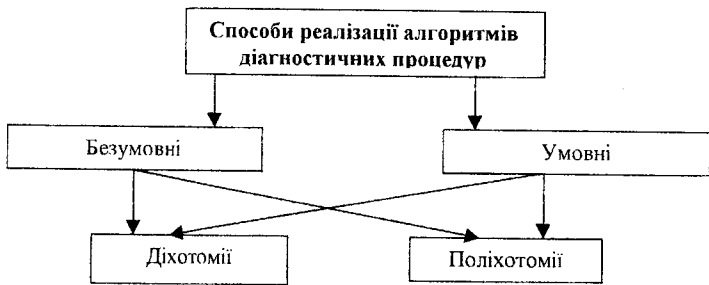 Способи реалізації алгоритмів
діагностичних процедур
Безумовні
Умовні
Діхотомії
Поліхотомії